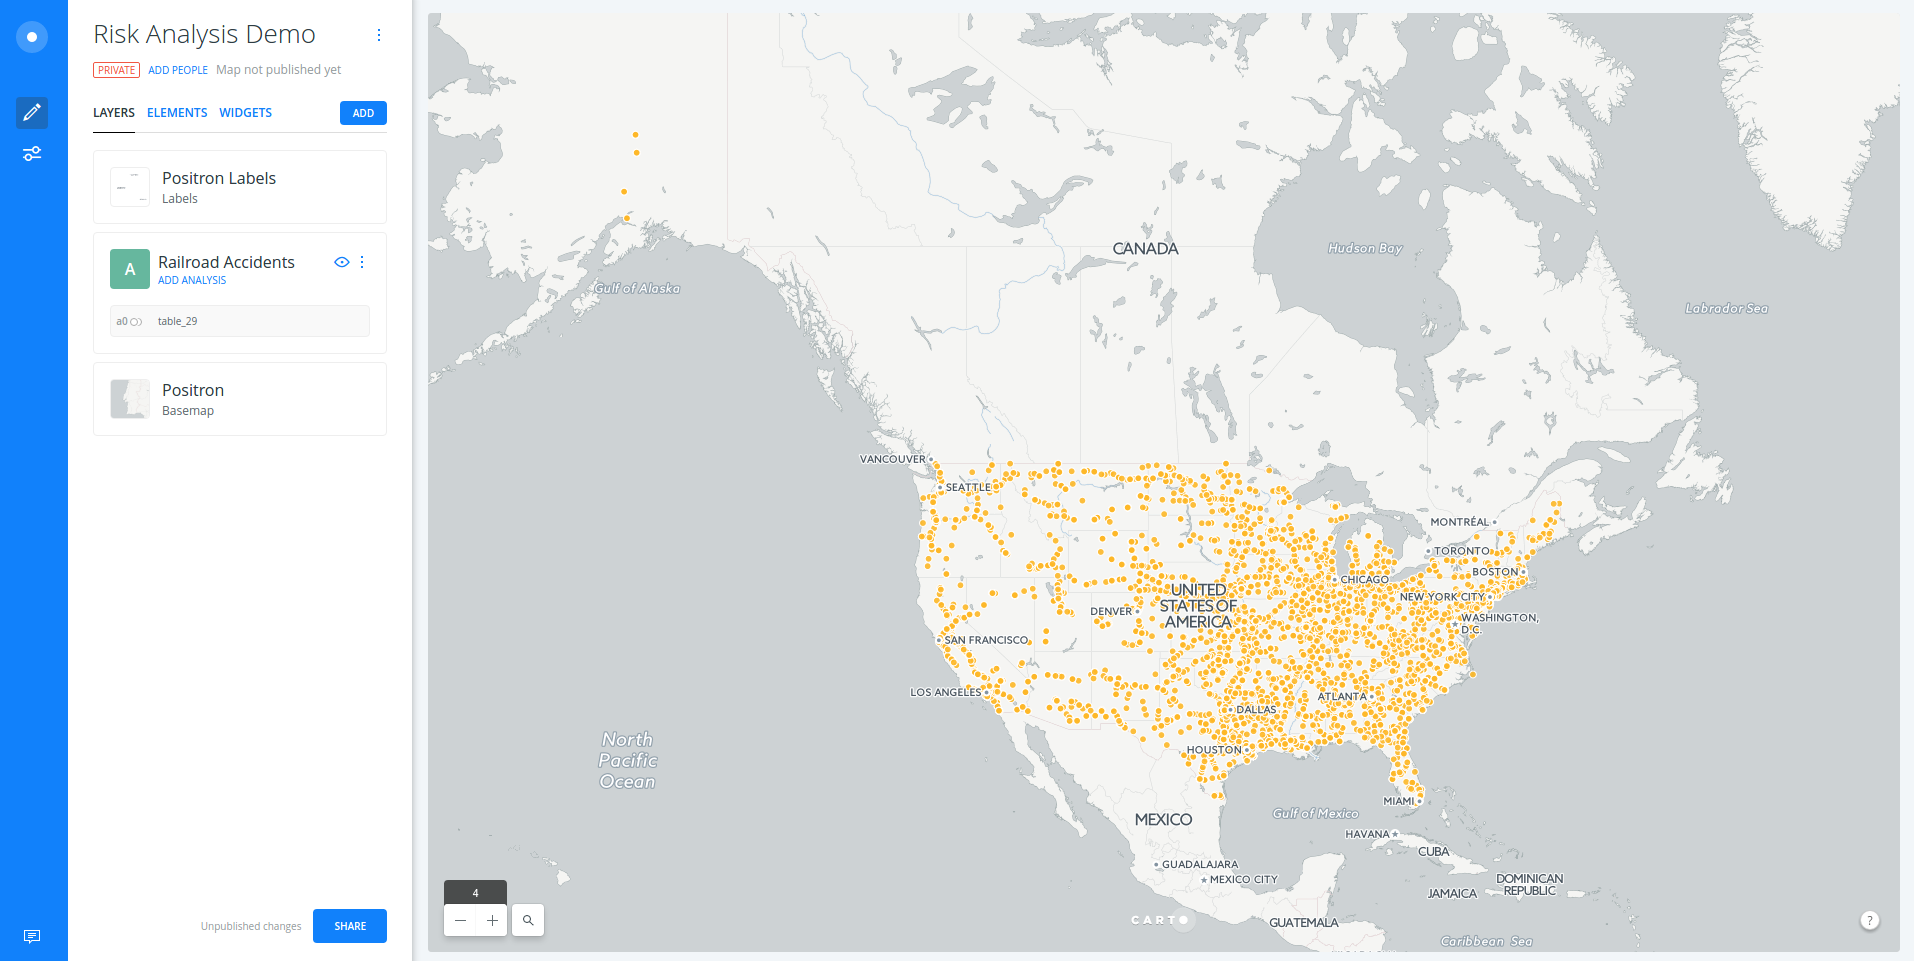 Risk Analysis Demo
PRIVATE ADD PEOPLE Map not published yet
LAYERS ELEMENTS WIDGETS ADD
Positron Labels
Labels
A Railroad Accidents
ADD ANALYSIS
a0 table_29
Positron
Basemap
Unpublished changes SHARE
CANADA
Hudson Bay
Gulf of Alaska
Labrador Sea
VANCOUVER
SEATTLE
MONTRÉAL
TORONTO
BOSTON
CHICAGO
NEW YORK CITY
UNITED
STATES OF
AMERICA
DENVER
WASHINGTON,
D.C.
SAN FRANCISCO
LOS ANGELES
ATLANTA
DALLAS
North
Pacific
Ocean
HOUSTON
MIAMI
Gulf of Mexico
MEXICO
HAVANA
CUBA
GUADALAJARA
MEXICO CITY
DOMINICAN
REPUBLIC
JAMAICA
4
CARTO
GUATEMALA
?
Caribbean Sea